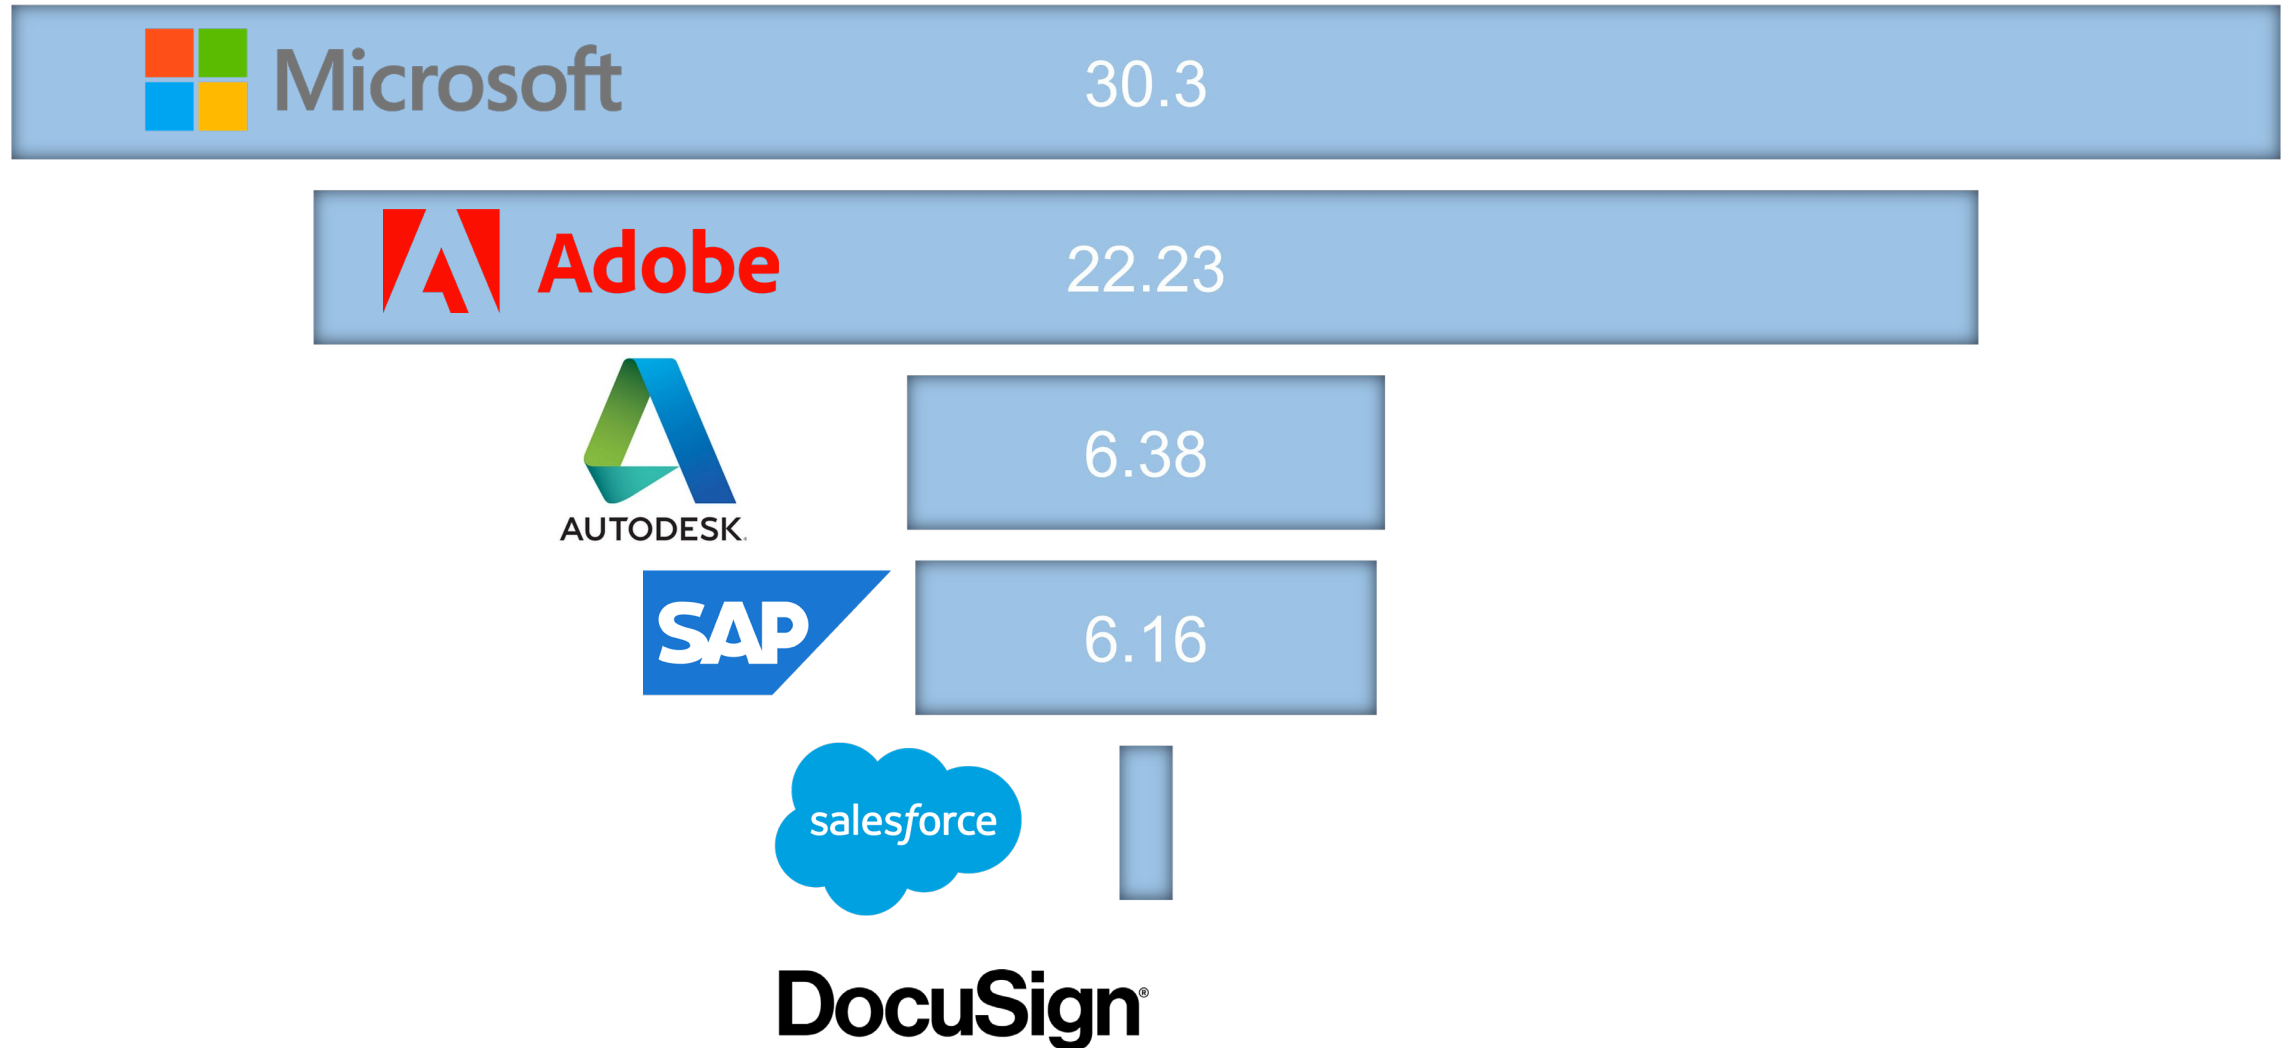 Microsoft 30.3
Adobe 22.23
6.38
AUTODESK.
SAP 6.16
salesforce
DocuSign®